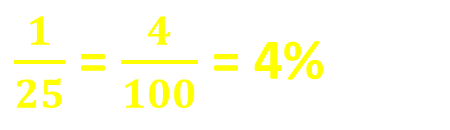 1/25 = 4/100 = 4%